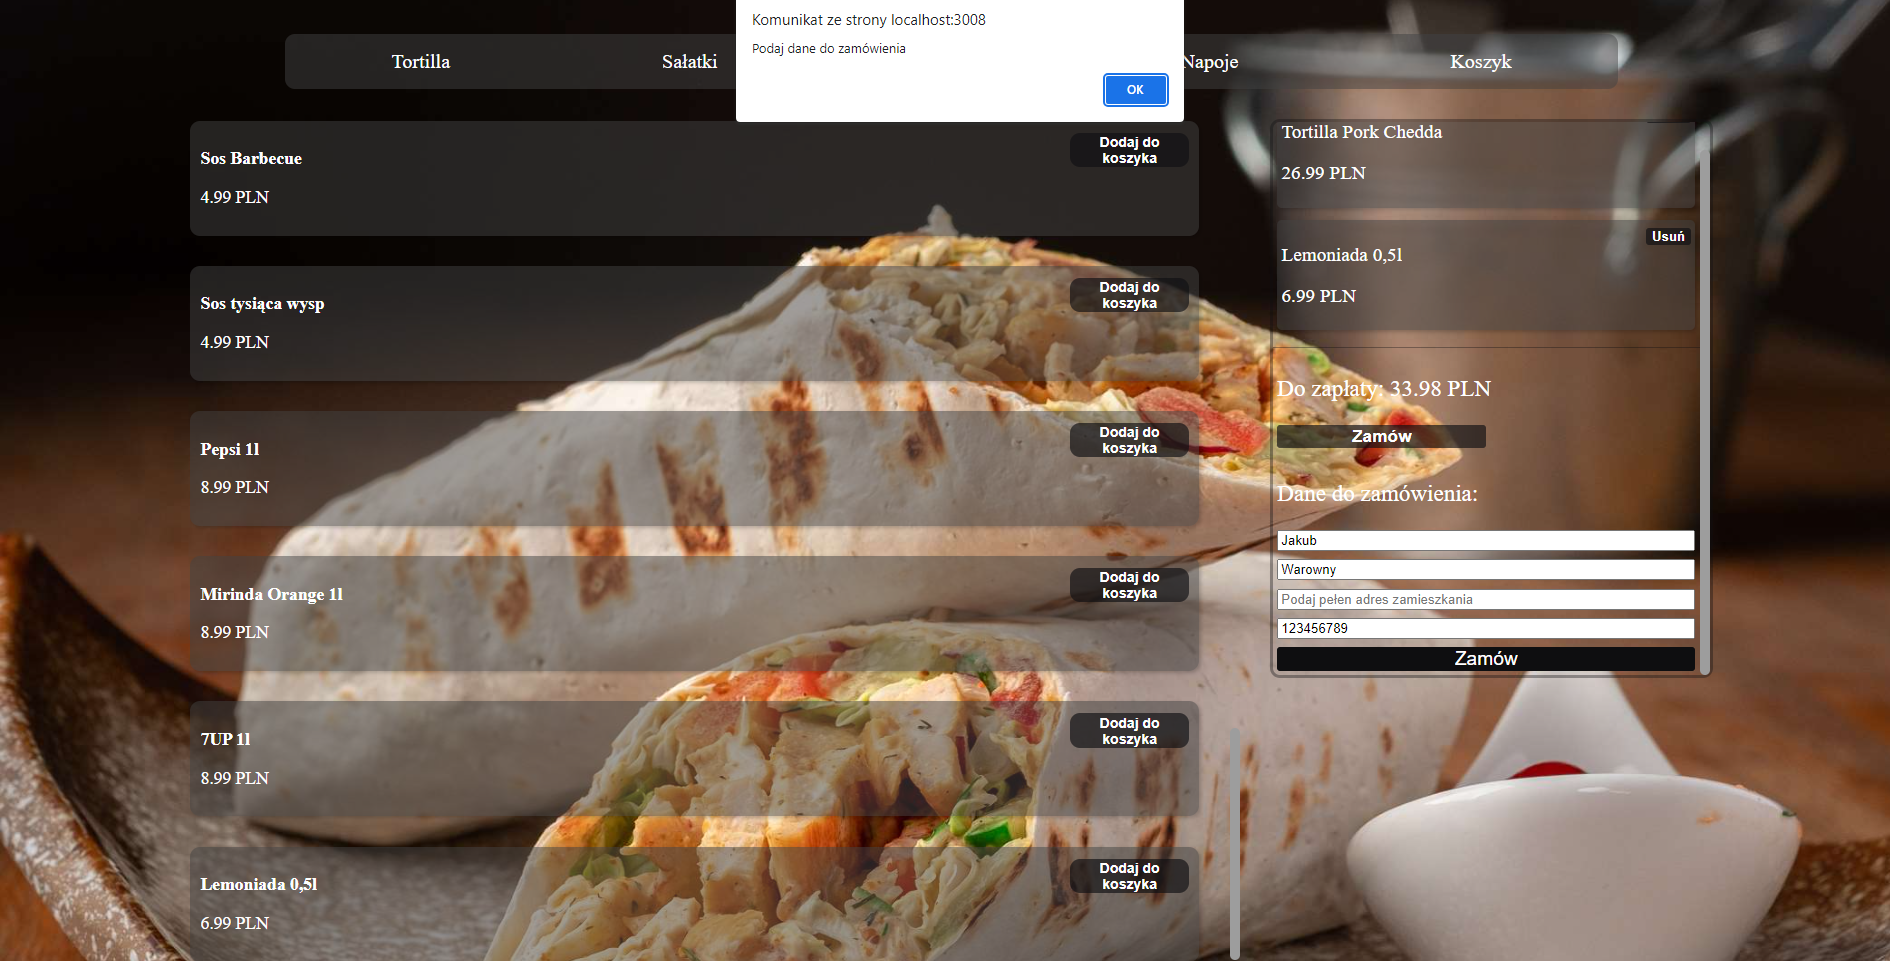 Komunikat ze strony localhost:3008
Podaj dane do zamówienia
OK
Tortilla
Sałatki
Napoje
Koszyk
Sos Barbecue
4.99 PLN
Dodaj do
koszyka
Sos tysiąca wysp
4.99 PLN
Dodaj do
koszyka
Pepsi 1l
8.99 PLN
Dodaj do
koszyka
Mirinda Orange 1l
8.99 PLN
Dodaj do
koszyka
7UP 1l
8.99 PLN
Dodaj do
koszyka
Lemoniada 0,5l
6.99 PLN
Dodaj do
koszyka
Tortilla Pork Chedda
26.99 PLN
Usuń
Lemoniada 0,5l
6.99 PLN
Do zapłaty: 33.98 PLN
Zamów
Dane do zamówienia:
Jakub
Warowny
Podaj pełen adres zamieszkania
123456789
Zamów